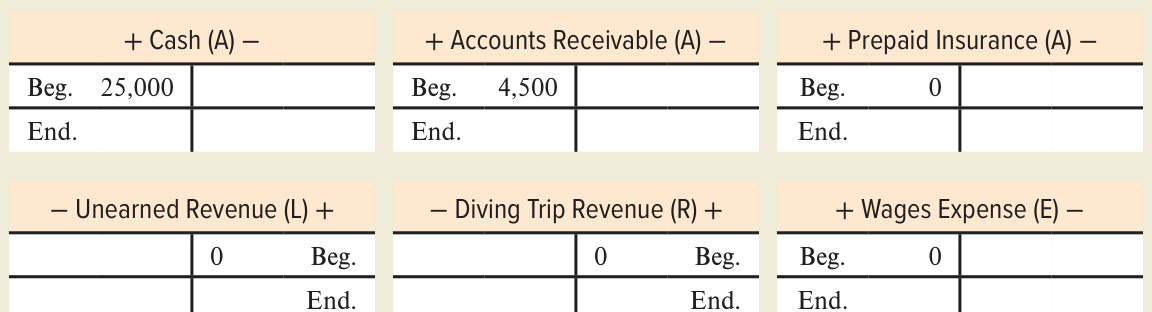 + Cash (A) – + Accounts Receivable (A) – + Prepaid Insurance (A) –
Beg. 25,000 Beg. 4,500 Beg. 0
End. End. End.
– Unearned Revenue (L) + – Diving Trip Revenue (R) + + Wages Expense (E) –
0 Beg. 0 Beg. Beg. 0
End. End. End.